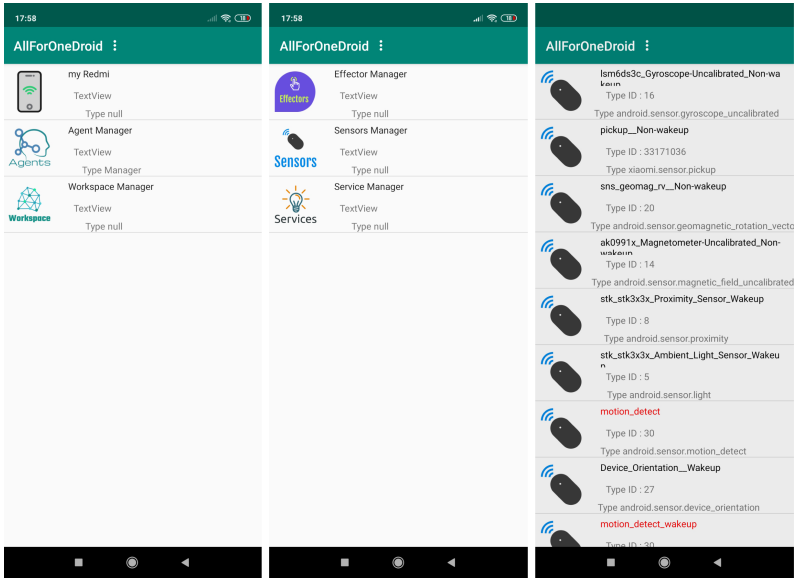 17:58
18
AllForOneDroid
my Redmi
TextView
Type null
Agent Manager
TextView
Type Manager
Agents
Workspace Manager
TextView
Type null
Workspace
17:58
18
AllForOneDroid
Effector Manager
TextView
Type null
Effectors
Sensors Manager
TextView
Type null
Sensors
Service Manager
TextView
Type null
Services
AllForOneDroid
lsm6ds3c_Gyroscope-Uncalibrated_Non-wa
keup
Type ID : 16
Type android.sensor.gyroscope_uncalibrated
pickup__Non-wakeup
Type ID : 33171036
Type xiaomi.sensor.pickup
sns_geomag_rv__Non-wakeup
Type ID : 20
Type android.sensor.geomagnetic_rotation_vecto
ak0991x_Magnetometer-Uncalibrated_Non-
wakeup
Type ID : 14
Type android.sensor.magnetic_field_uncalibrated
stk_stk3x3x_Proximity_Sensor_Wakeup
Type ID : 8
Type android.sensor.proximity
stk_stk3x3x_Ambient_Light_Sensor_Wakeu
p
Type ID : 5
Type android.sensor.light
motion_detect
Type ID : 30
Type android.sensor.motion_detect
Device_Orientation__Wakeup
Type ID : 27
Type android.sensor.device_orientation
motion_detect_wakeup
Type ID : 30